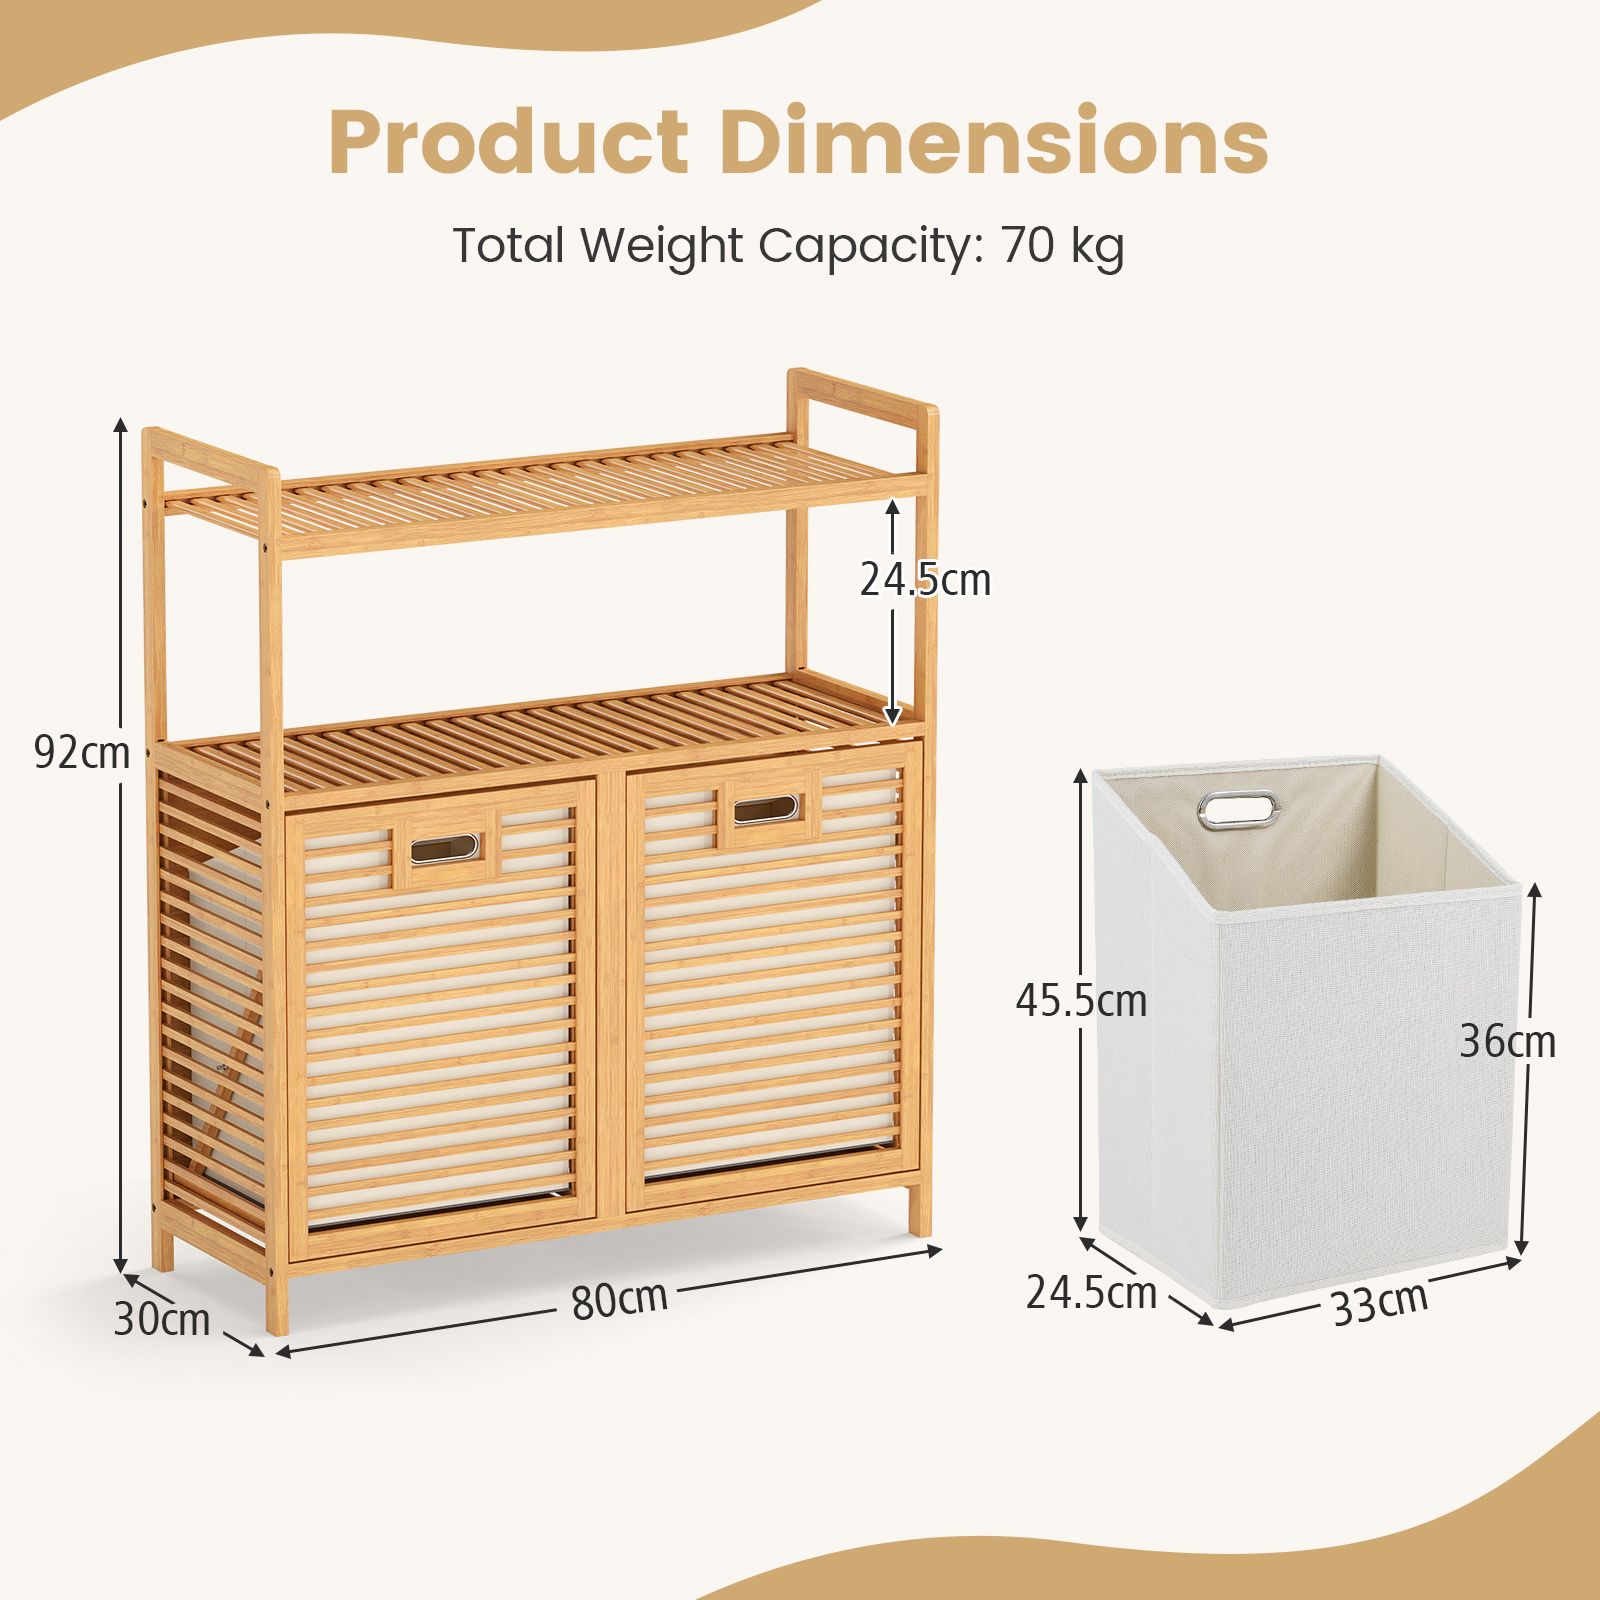 Product Dimensions
Total Weight Capacity: 70 kg
24.5cm
92cm
45.5cm
36cm
30cm
80cm
24.5cm
33cm